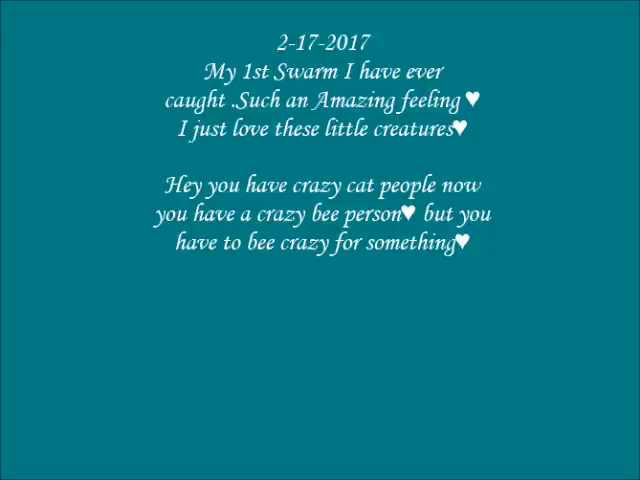 2-17-2017
My 1st Swarm I have ever
caught .Such an Amazing feeling ♥
I just love these little creatures♥
Hey you have crazy cat people now
you have a crazy bee person♥ but you
have to bee crazy for something♥